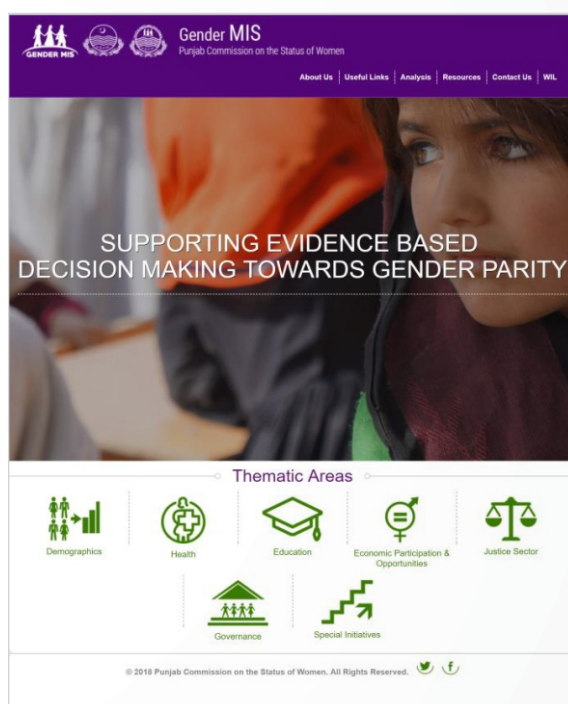 GENDER MIS
Gender MIS
Punjab Commission on the Status of Women
About Us Useful Links Analysis Resources Contact Us WIL
SUPPORTING EVIDENCE BASED
DECISION MAKING TOWARDS GENDER PARITY
Thematic Areas
Demographics
Health
Education
Economic Participation &
Opportunities
Justice Sector
Governance
Special Initiatives
© 2018 Punjab Commission on the Status of Women. All Rights Reserved.